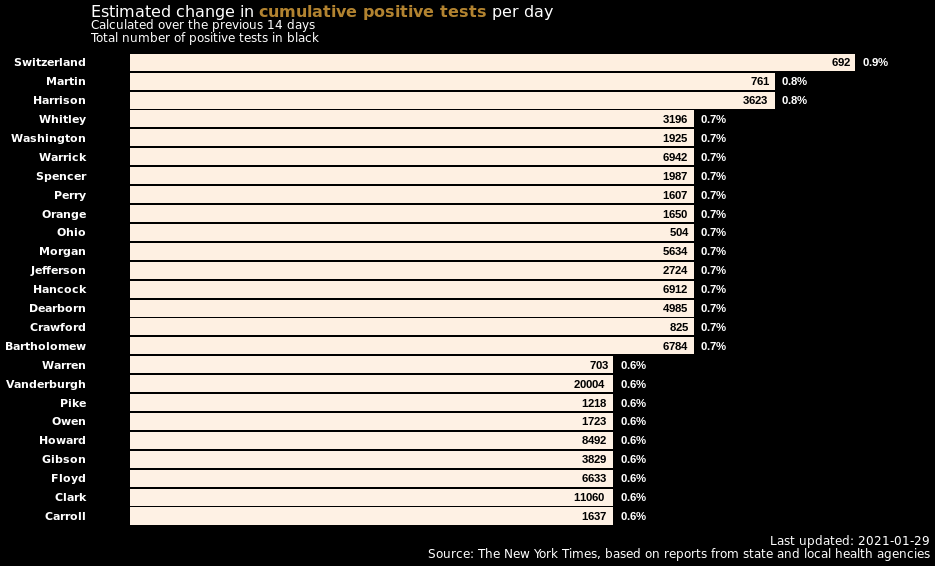 Estimated change in cumulative positive tests per day
Calculated over the previous 14 days
Total number of positive tests in black
Switzerland 692 0.9%
Martin 761 0.8%
Harrison 3623 0.8%
Whitley 3196 0.7%
Washington 1925 0.7%
Warrick 6942 0.7%
Spencer 1987 0.7%
Perry 1607 0.7%
Orange 1650 0.7%
Ohio 504 0.7%
Morgan 5634 0.7%
Jefferson 2724 0.7%
Hancock 6912 0.7%
Dearborn 4985 0.7%
Crawford 825 0.7%
Bartholomew 6784 0.7%
Warren 703 0.6%
Vanderburgh 20004 0.6%
Pike 1218 0.6%
Owen 1723 0.6%
Howard 8492 0.6%
Gibson 3829 0.6%
Floyd 6633 0.6%
Clark 11060 0.6%
Carroll 1637 0.6%
Last updated: 2021-01-29
Source: The New York Times, based on reports from state and local health agencies